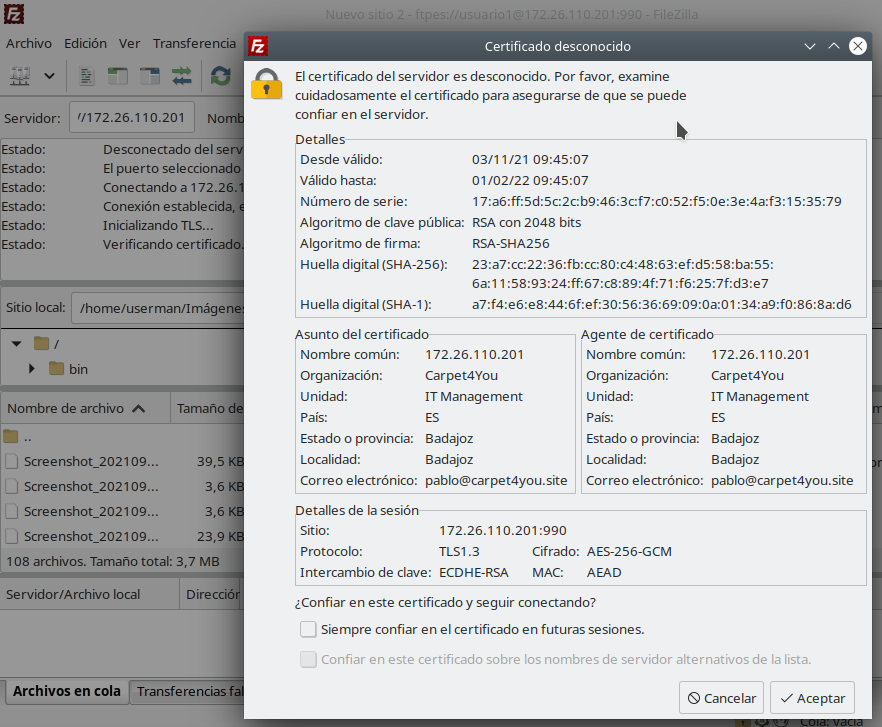 Nuevo sitio 2 - ftpes://usuario1@172.26.110.201:990 - FileZilla
Archivo Edición Ver Transferencia
Servidor: //172.26.110.201 Nomb
Estado: Desconectado del serv
Estado: El puerto seleccionado
Estado: Conectando a 172.26.1
Estado: Conexión establecida, e
Estado: Inicializando TLS...
Estado: Verificando certificado.
Sitio local: /home/userman/Imágene
/
bin
Nombre de archivo Tamaño de
..
Screenshot_202109... 39,5 KB
Screenshot_202109... 3,6 KB
Screenshot_202109... 3,6 KB
Screenshot_202109... 23,9 KB
108 archivos. Tamaño total: 3,7 MB
Servidor/Archivo local Dirección
Archivos en cola Transferencias fal
Cola: vacía
Certificado desconocido
El certificado del servidor es desconocido. Por favor, examine
cuidadosamente el certificado para asegurarse de que se puede
confiar en el servidor.
Detalles
Desde válido: 03/11/21 09:45:07
Válido hasta: 01/02/22 09:45:07
Número de serie: 17:a6:ff:5d:5c:2c:b9:46:3c:f7:c0:52:f5:0e:3e:4a:f3:15:35:79
Algoritmo de clave pública: RSA con 2048 bits
Algoritmo de firma: RSA-SHA256
Huella digital (SHA-256): 23:a7:cc:22:36:fb:cc:80:c4:48:63:ef:d5:58:ba:55:
6a:11:58:93:24:ff:67:c8:89:4f:71:f6:25:7f:d3:e7
Huella digital (SHA-1): a7:f4:e6:e8:44:6f:ef:30:56:36:69:09:0a:01:34:a9:f0:86:8a:d6
Asunto del certificado
Nombre común: 172.26.110.201
Organización: Carpet4You
Unidad: IT Management
País: ES
Estado o provincia: Badajoz
Localidad: Badajoz
Correo electrónico: pablo@carpet4you.site
Agente de certificado
Nombre común: 172.26.110.201
Organización: Carpet4You
Unidad: IT Management
País: ES
Estado o provincia: Badajoz
Localidad: Badajoz
Correo electrónico: pablo@carpet4you.site
Detalles de la sesión
Sitio: 172.26.110.201:990
Protocolo: TLS1.3 Cifrado: AES-256-GCM
Intercambio de clave: ECDHE-RSA MAC: AEAD
¿Confiar en este certificado y seguir conectando?
Siempre confiar en el certificado en futuras sesiones.
Confiar en este certificado sobre los nombres de servidor alternativos de la lista.
Cancelar Aceptar